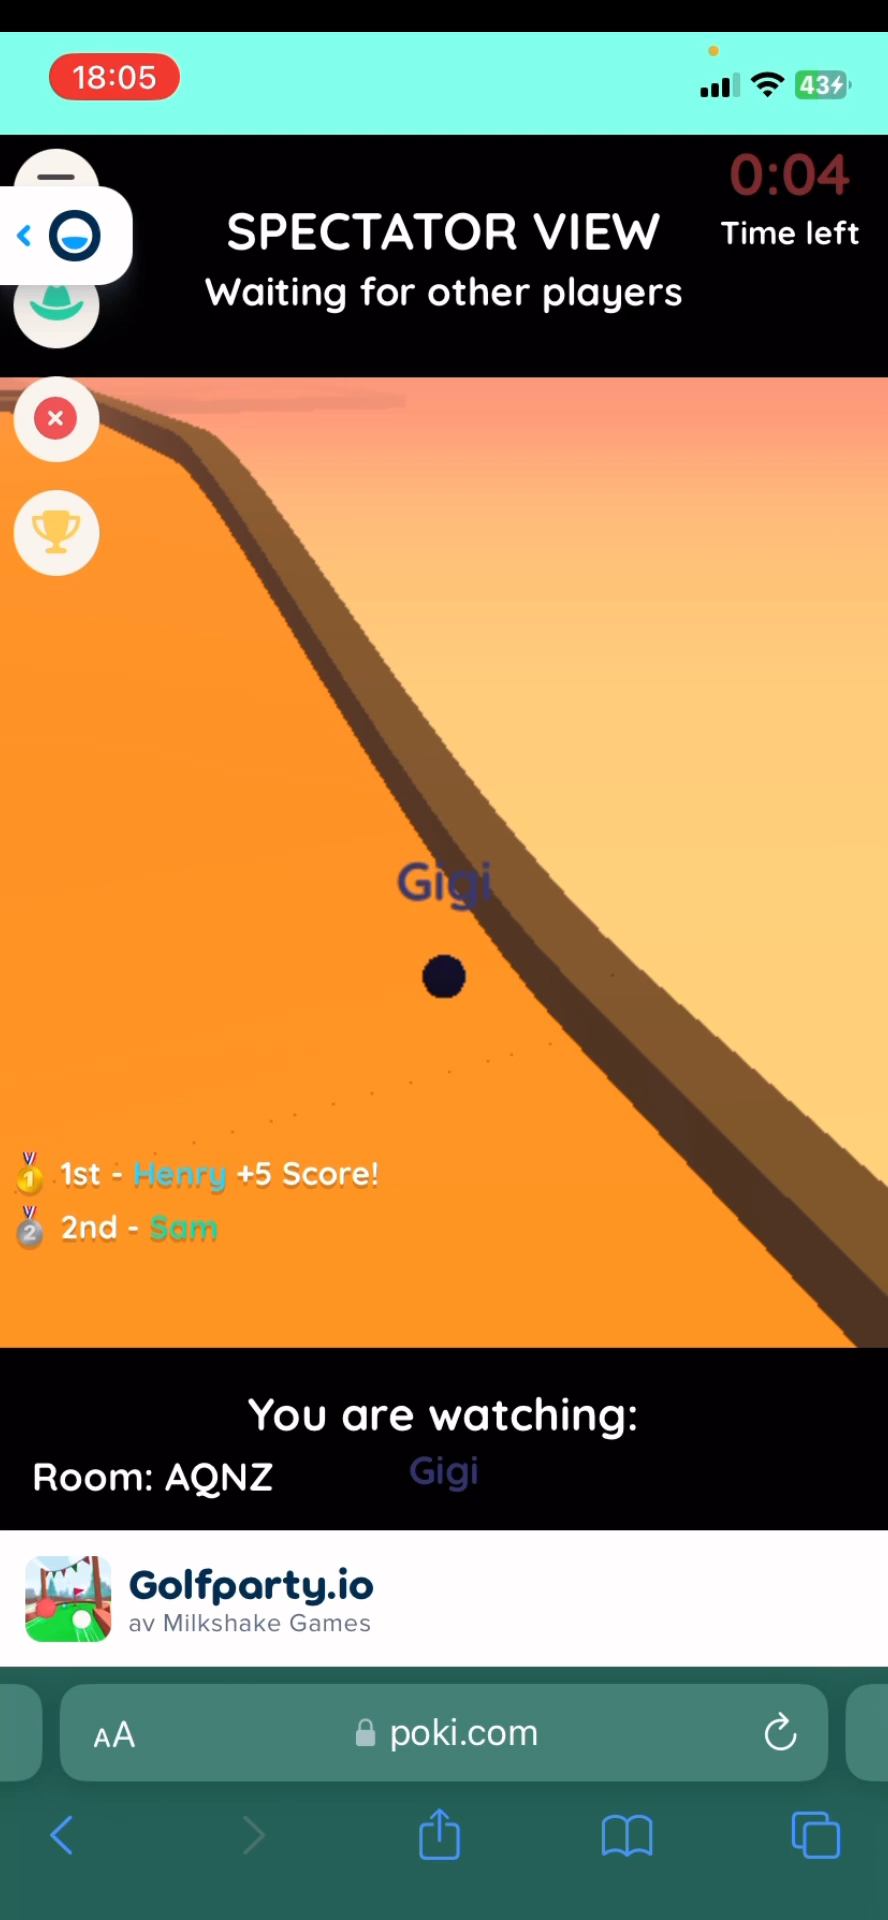 18:05
43
0:04
Time left
SPECTATOR VIEW
Waiting for other players
Gigi
1st - Henry +5 Score!
2nd - Sam
You are watching:
Gigi
Room: AQNZ
Golfparty.io
av Milkshake Games
AA
poki.com